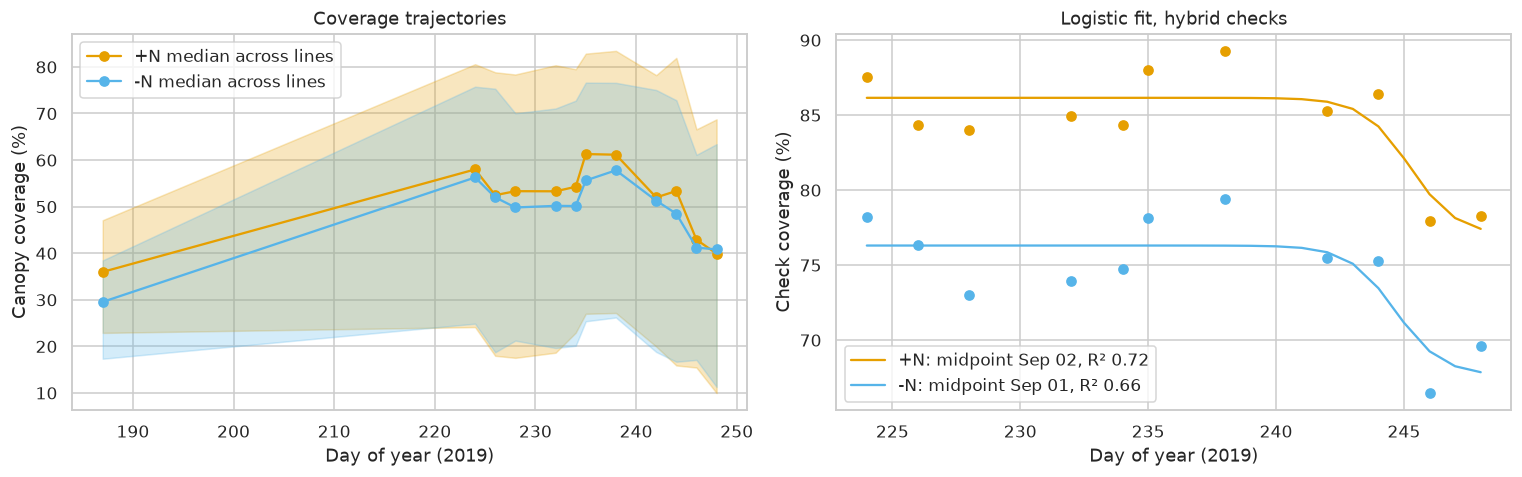 Coverage trajectories
+N median across lines
-N median across lines
Canopy coverage (%)
80
70
60
50
40
30
20
10
190
200
210
220
230
240
250
Day of year (2019)
Logistic fit, hybrid checks
Check coverage (%)
90
85
80
75
70
+N: midpoint Sep 02, R² 0.72
-N: midpoint Sep 01, R² 0.66
225
230
235
240
245
Day of year (2019)